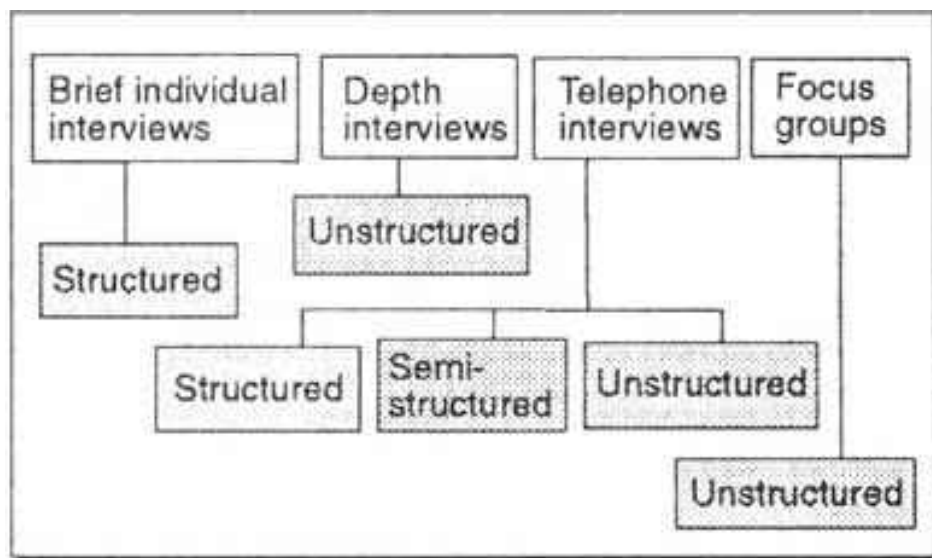 Brief individual
interviews
Depth
interviews
Telephone
interviews
Focus
groups
Unstructured
Structured
Structured
Semi-
structured
Unstructured
Unstructured